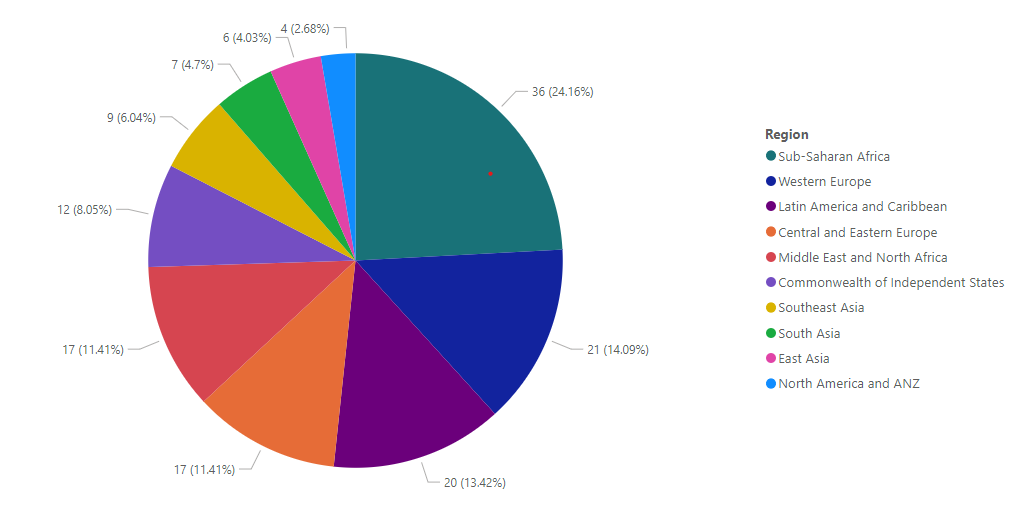 4 (2.68%)
6 (4.03%)
7 (4.7%)
36 (24.16%)
9 (6.04%)
12 (8.05%)
17 (11.41%)
21 (14.09%)
17 (11.41%)
20 (13.42%)
Region
Sub-Saharan Africa
Western Europe
Latin America and Caribbean
Central and Eastern Europe
Middle East and North Africa
Commonwealth of Independent States
Southeast Asia
South Asia
East Asia
North America and ANZ